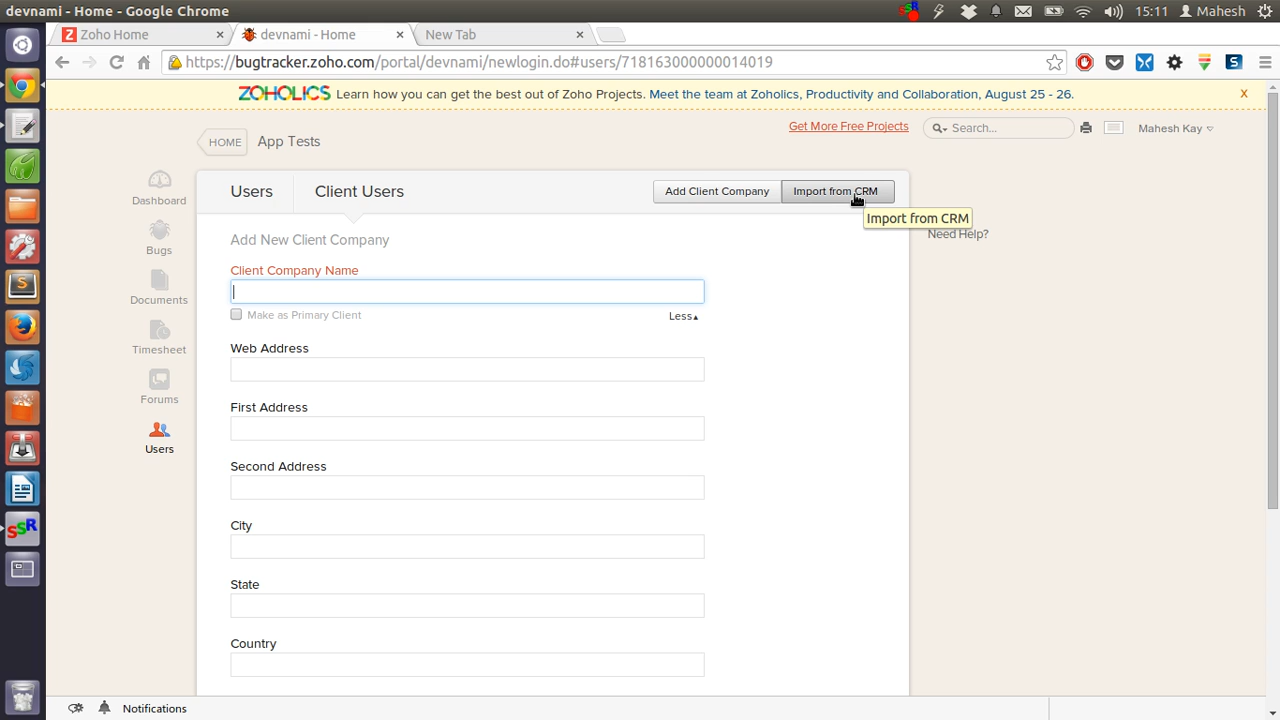 devnami - Home - Google Chrome
15:11 Mahesh
Zoho Home x
devnami - Home x
New Tab x
https://bugtracker.zoho.com/portal/devnami/newlogin.do#users/718163000000014019
ZOHOLICS Learn how you can get the best out of Zoho Projects. Meet the team at Zoholics, Productivity and Collaboration, August 25 - 26. X
HOME App Tests
Get More Free Projects
Search...
Mahesh Kay
Dashboard
Bugs
Documents
Timesheet
Forums
Users
Users Client Users
Add Client Company Import from CRM
Import from CRM
Need Help?
Add New Client Company
Client Company Name
Make as Primary Client Less
Web Address
First Address
Second Address
City
State
Country
SSR
Notifications